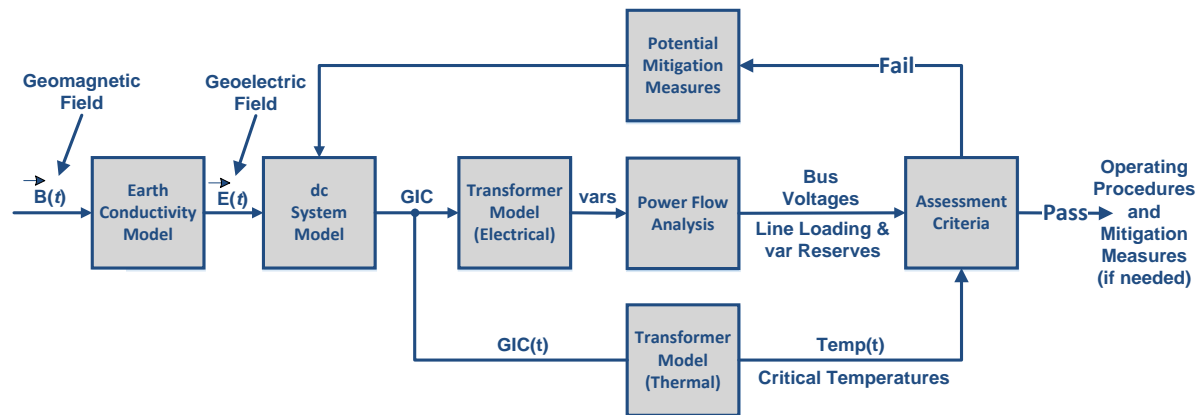 Potential
Mitigation
Measures
Fail
Geomagnetic
Field
Geoelectric
Field
B(t)
Earth
Conductivity
Model
E(t)
dc
System
Model
GIC
Transformer
Model
(Electrical)
vars
Power Flow
Analysis
Bus
Voltages
Line Loading &
var Reserves
Assessment
Criteria
Pass
Operating
Procedures
and
Mitigation
Measures
(if needed)
GIC(t)
Transformer
Model
(Thermal)
Temp(t)
Critical Temperatures